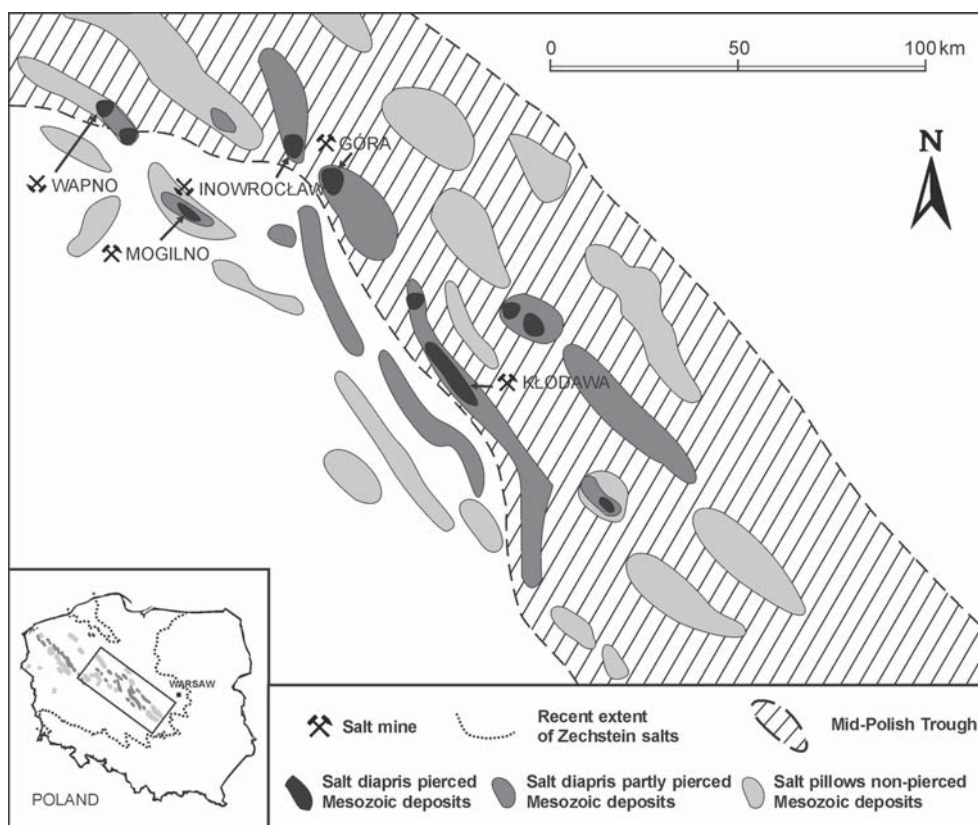 0 50 100 km
N
GÓRA
WAPNO
INOWROCŁAW
MOGILNO
KŁODAWA
WARSAW
POLAND
Salt mine
Recent extent
of Zechstein salts
Mid-Polish Trough
Salt diapris pierced
Mesozoic deposits
Salt diapris partly pierced
Mesozoic deposits
Salt pillows non-pierced
Mesozoic deposits